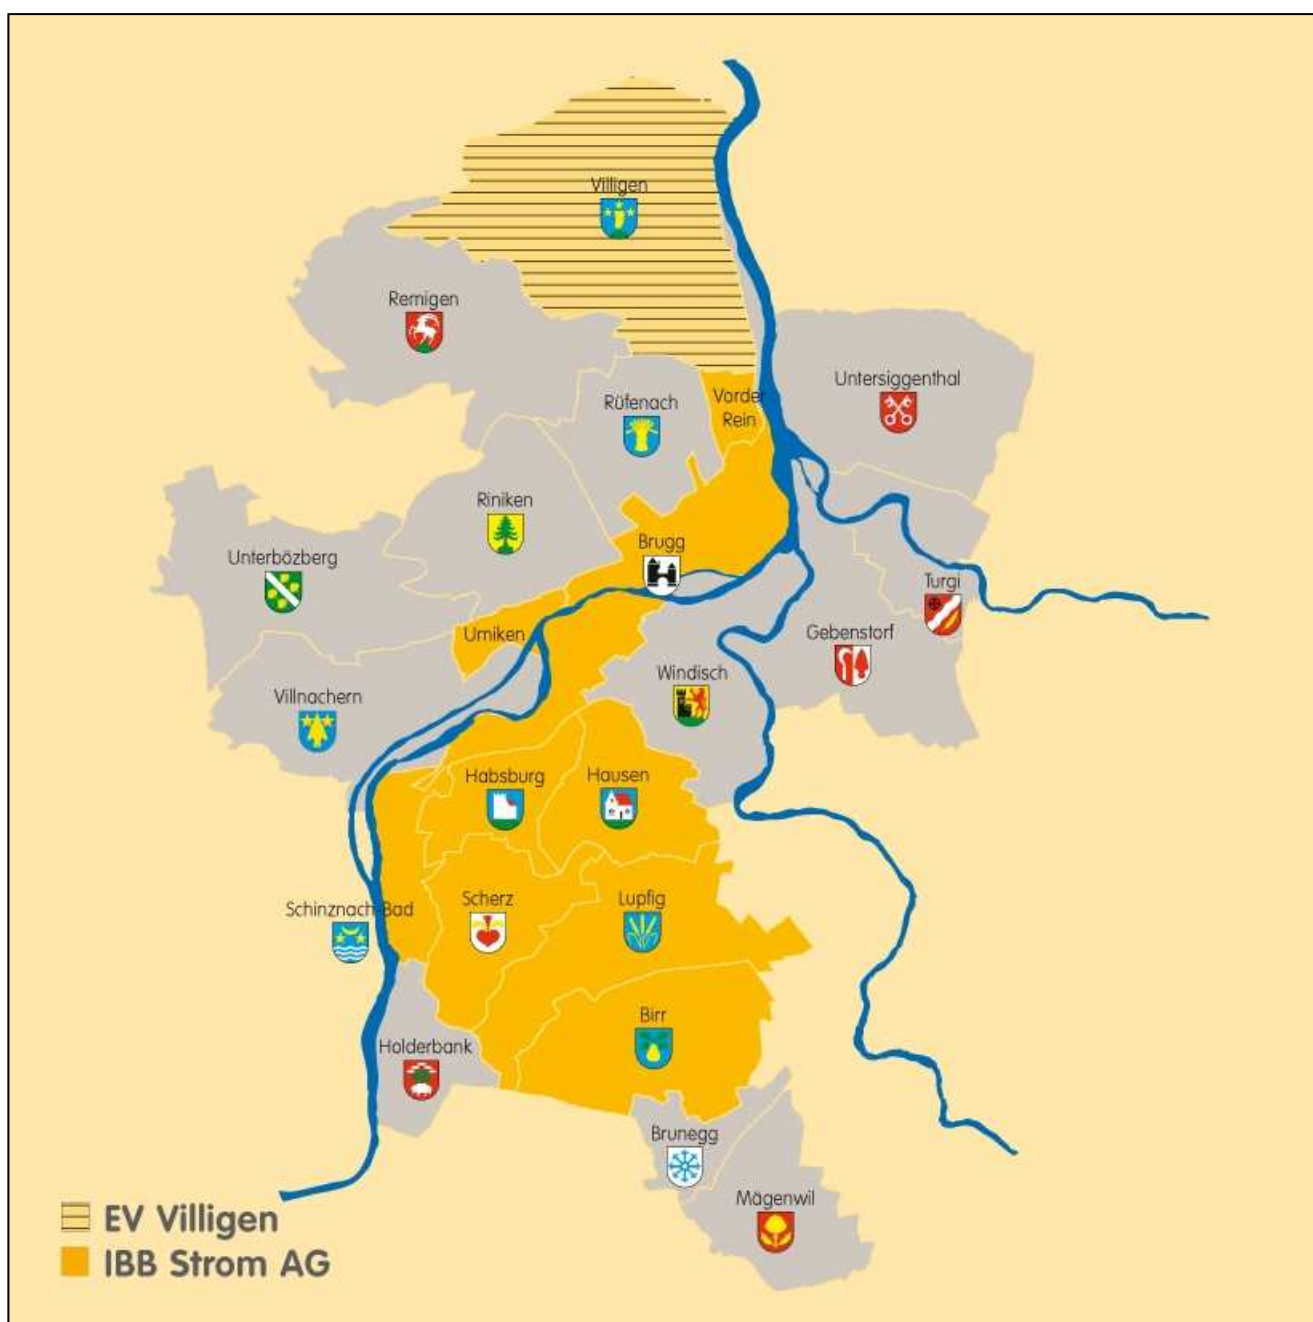 Villigen
Remigen
Untersiggenthal
Rüfenach
Vorder
Rein
Riniken
Brugg
Unterbözberg
Turgi
Umiken
Gebenstorf
Windisch
Villnachern
Habsburg
Hausen
Scherz
Lupfig
Schinznach-Bad
Birr
Holderbank
Brunegg
Mägenwil
EV Villigen
IBB Strom AG